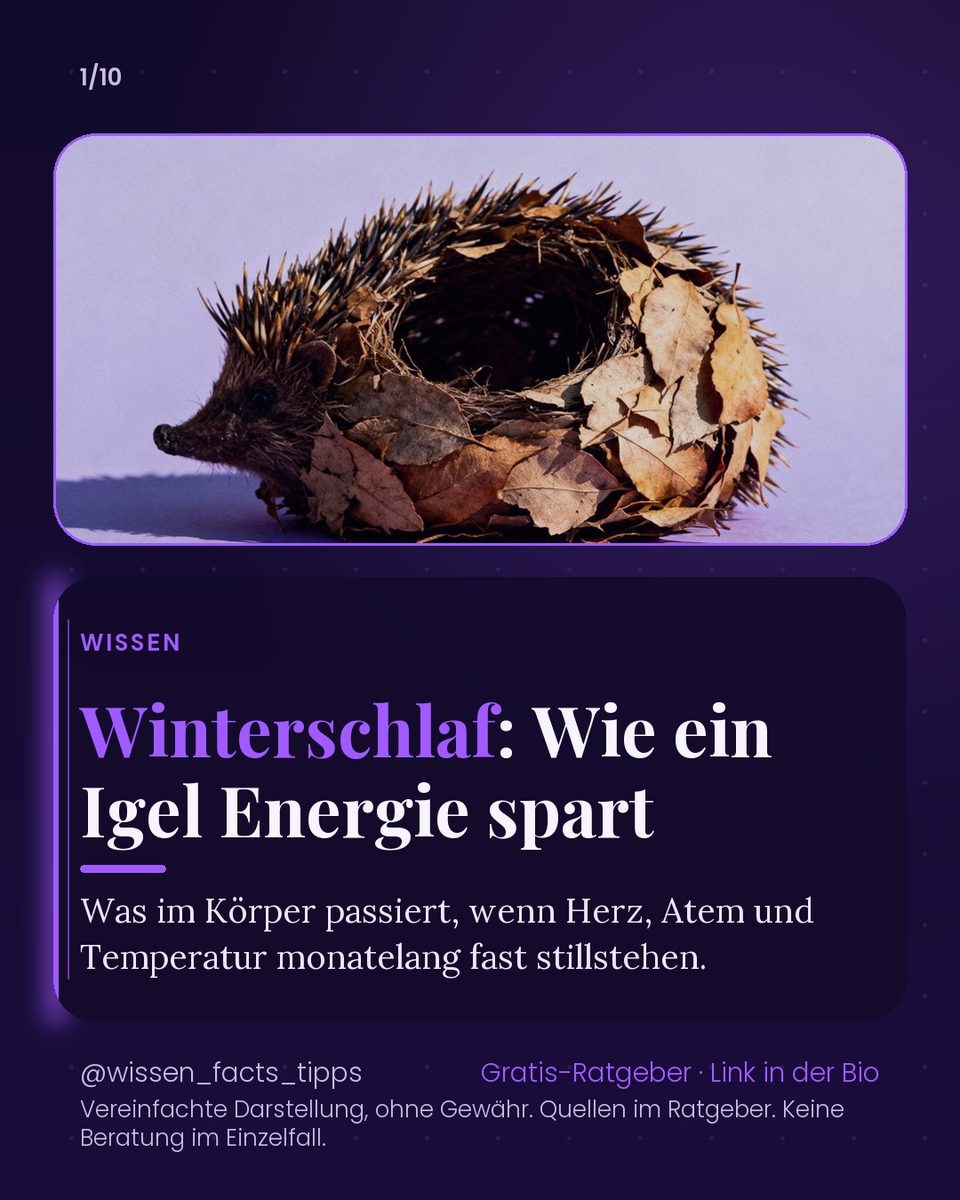 1/10
WISSEN
Winterschlaf: Wie ein
Igel Energie spart
Was im Körper passiert, wenn Herz, Atem und
Temperatur monatelang fast stillstehen.
@wissen_facts_tipps
Gratis-Ratgeber · Link in der Bio
Vereinfachte Darstellung, ohne Gewähr. Quellen im Ratgeber. Keine
Beratung im Einzelfall.